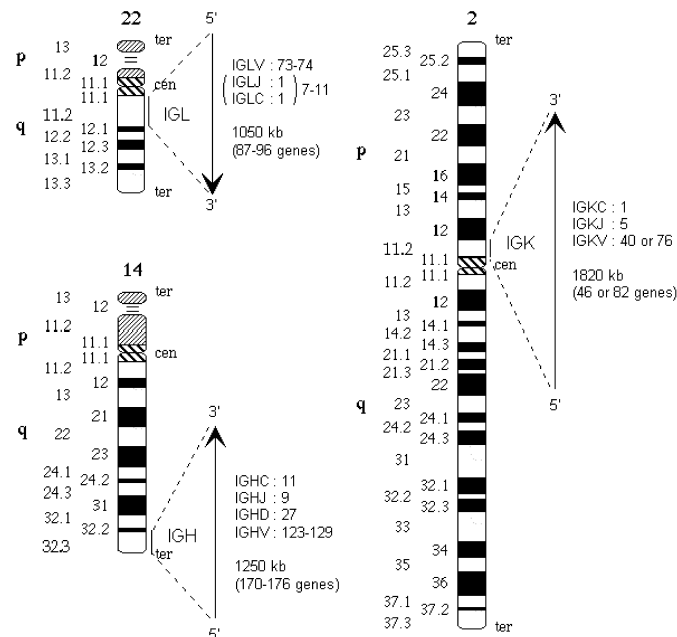 22
5'
ter
13
p
12
11.2
cen
11.1
11.1
11.2
IGL
q
12.1
12.2
12.3
13.1
13.2
13.3
ter
3'
IGLV : 73-74
IGLJ : 1
IGLC : 1
7-11
1050 kb
(87-96 genes)
14
ter
13
12
11.2
p
11.1
cen
11.1
11.2
12
13
21
q
22
23
24.1
24.2
24.3
31
32.1
32.2
IGH
32.3
ter
3'
5'
IGHC : 11
IGHJ : 9
IGHD : 27
IGHV : 123-129
1250 kb
(170-176 genes)
2
ter
25.3
25.2
25.1
24
23
22
p
21
16
15
14
13
12
11.2
IGK
11.1
cen
11.1
11.2
12
13
14.1
14.2
14.3
21.1
21.2
21.3
22
q
23
24.1
24.2
24.3
31
32.1
32.2
32.3
33
34
35
36
37.1
37.2
37.3
ter
3'
5'
IGKC : 1
IGKJ : 5
IGKV : 40 or 76
1820 kb
(46 or 82 genes)